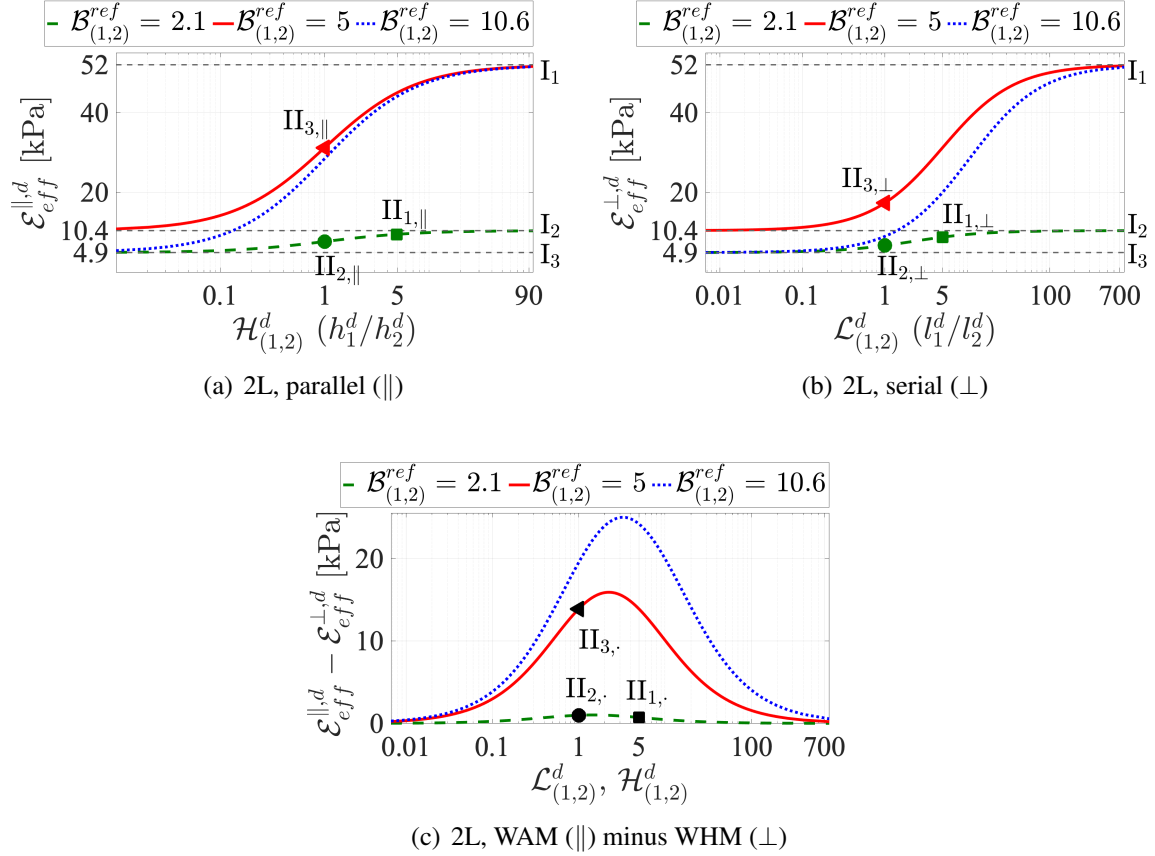 𝓑^{ref}_{(1,2)} = 2.1 𝓑^{ref}_{(1,2)} = 5 𝓑^{ref}_{(1,2)} = 10.6
𝓔^{∥,d}_{eff} [kPa]
52
40
20
10.4
4.9
I₁
I₂
I₃
II_{3,∥}
II_{1,∥}
II_{2,∥}
0.1 1 5 90
𝓗^d_{(1,2)} (h^d_1/h^d_2)
(a) 2L, parallel (∥)
𝓑^{ref}_{(1,2)} = 2.1 𝓑^{ref}_{(1,2)} = 5 𝓑^{ref}_{(1,2)} = 10.6
𝓔^{⊥,d}_{eff} [kPa]
52
40
20
10.4
4.9
I₁
I₂
I₃
II_{3,⊥}
II_{1,⊥}
II_{2,⊥}
0.01 0.1 1 5 100 700
𝓛^d_{(1,2)} (l^d_1/l^d_2)
(b) 2L, serial (⊥)
𝓑^{ref}_{(1,2)} = 2.1 𝓑^{ref}_{(1,2)} = 5 𝓑^{ref}_{(1,2)} = 10.6
𝓔^{∥,d}_{eff} − 𝓔^{⊥,d}_{eff} [kPa]
20
10
0
II_{3,·}
II_{2,·}
II_{1,·}
0.01 0.1 1 5 100 700
𝓛^d_{(1,2)}, 𝓗^d_{(1,2)}
(c) 2L, WAM (∥) minus WHM (⊥)